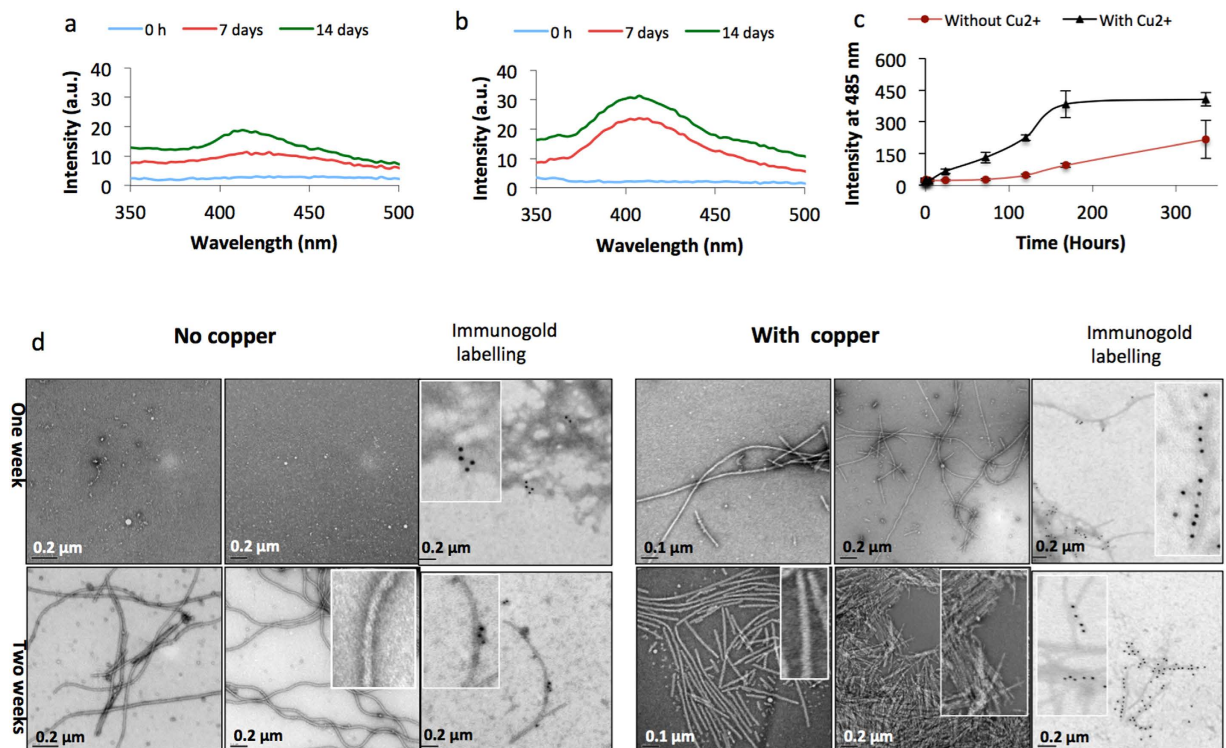 a
0 h 7 days 14 days
Intensity (a.u.)
40
30
20
10
0
350 400 450 500
Wavelength (nm)
b
0 h 7 days 14 days
Intensity (a.u.)
40
30
20
10
0
350 400 450 500
Wavelength (nm)
c
Without Cu2+ With Cu2+
Intensity at 485 nm
600
450
300
150
0
0 100 200 300
Time (Hours)
d
No copper
Immunogold
labelling
With copper
Immunogold
labelling
One week
0.2 μm
0.2 μm
0.2 μm
0.1 μm
0.2 μm
0.2 μm
Two weeks
0.2 μm
0.2 μm
0.2 μm
0.1 μm
0.2 μm
0.2 μm